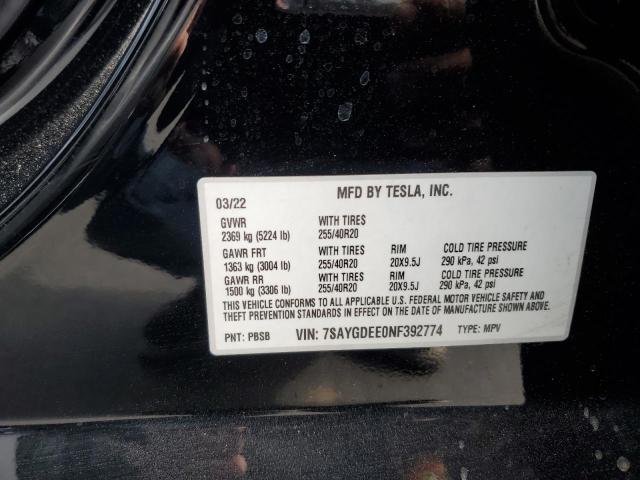 MFD BY TESLA, INC.
03/22
GVWR WITH TIRES
2369 kg (5224 lb) 255/40R20
GAWR FRT WITH TIRES RIM COLD TIRE PRESSURE
1363 kg (3004 lb) 255/40R20 20X9.5J 290 kPa, 42 psi
GAWR RR WITH TIRES RIM COLD TIRE PRESSURE
1500 kg (3306 lb) 255/40R20 20X9.5J 290 kPa, 42 psi
THIS VEHICLE CONFORMS TO ALL APPLICABLE U.S. FEDERAL MOTOR VEHICLE SAFETY AND
THEFT PREVENTION STANDARDS IN EFFECT ON THE DATE OF MANUFACTURE SHOWN ABOVE.
PNT: PBSB VIN: 7SAYGDEE0NF392774 TYPE: MPV